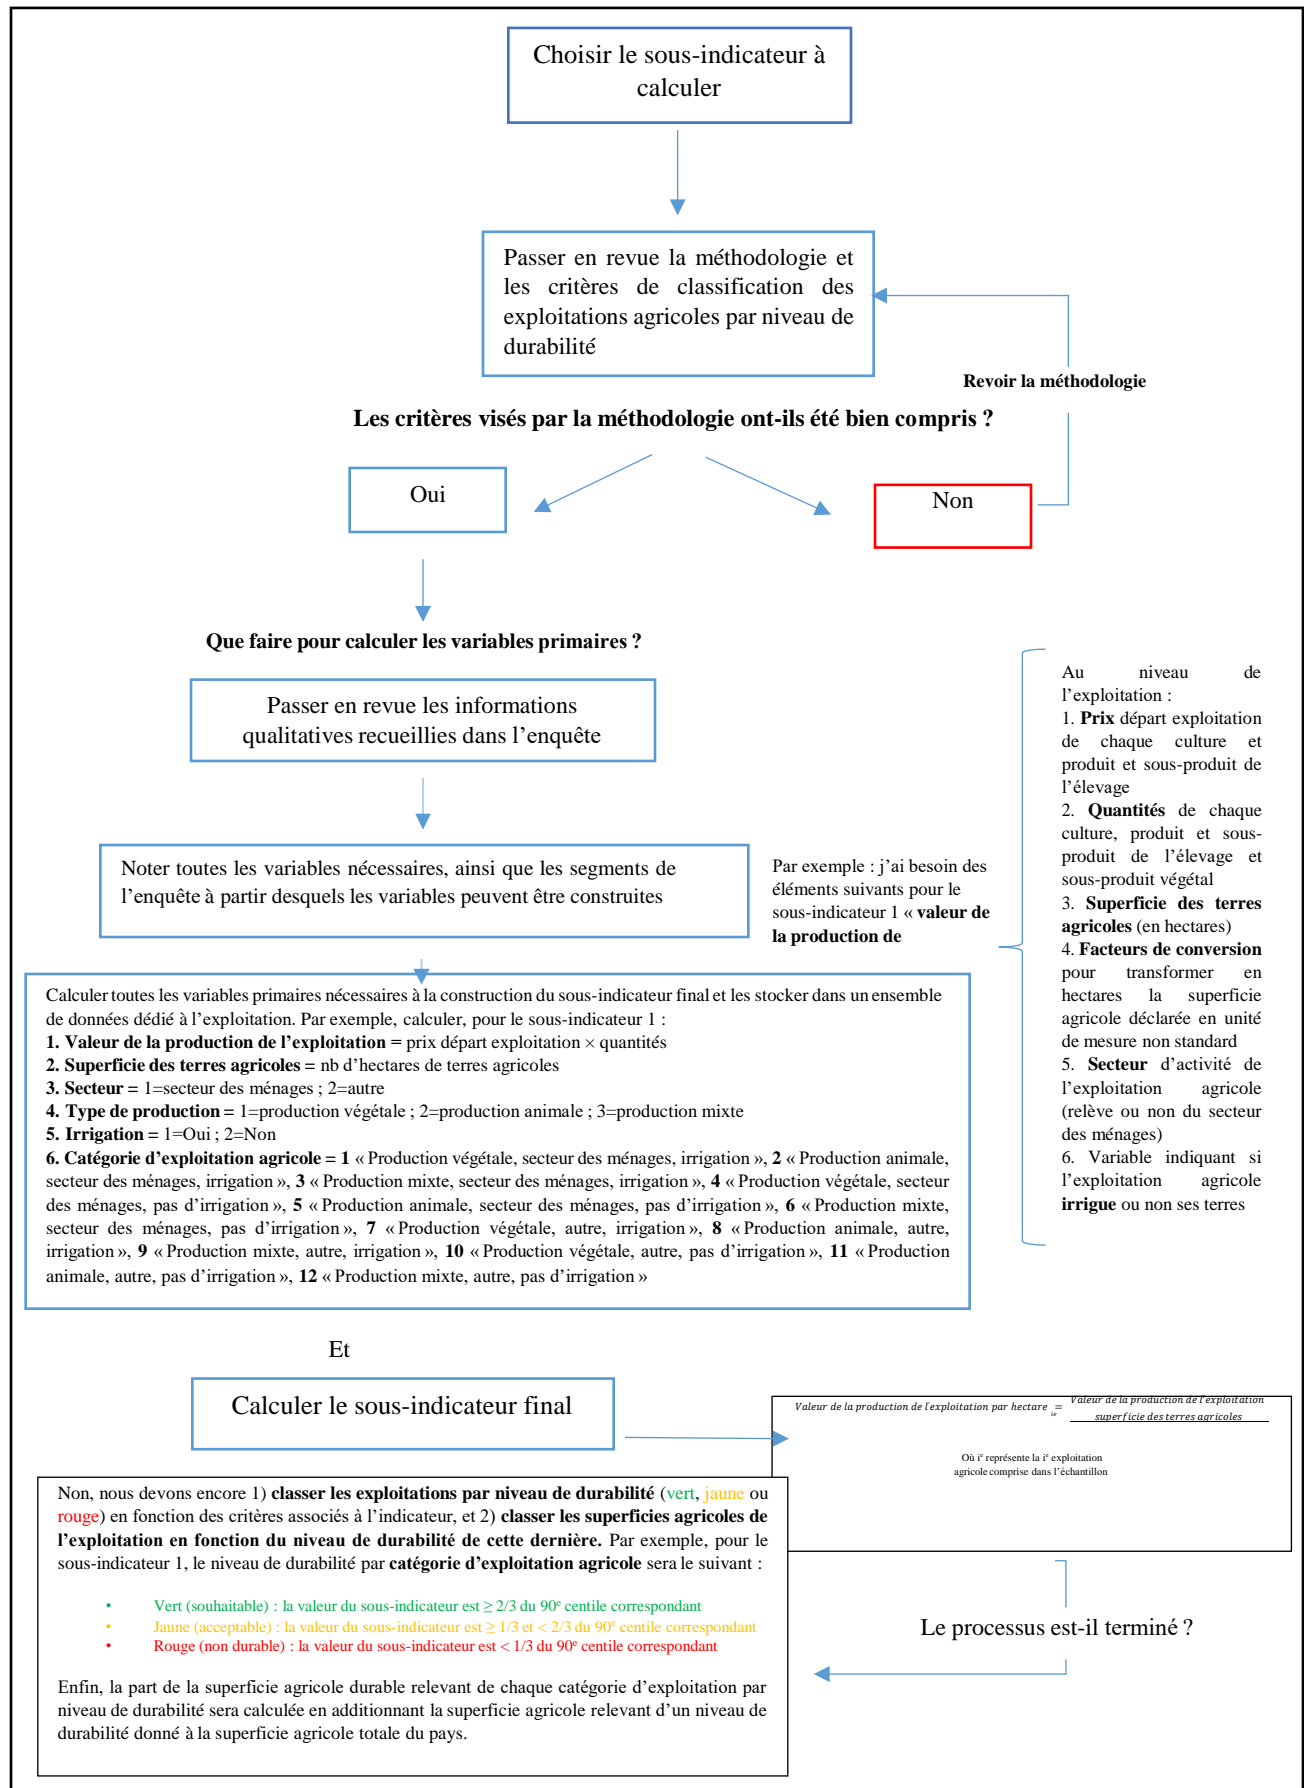 Choisir le sous-indicateur à
calculer
Passer en revue la méthodologie et
les critères de classification des
exploitations agricoles par niveau de
durabilité
Revoir la méthodologie
Les critères visés par la méthodologie ont-ils été bien compris ?
Oui
Non
Que faire pour calculer les variables primaires ?
Passer en revue les informations
qualitatives recueillies dans l’enquête
Noter toutes les variables nécessaires, ainsi que les segments de
l’enquête à partir desquels les variables peuvent être construites
Par exemple : j’ai besoin des
éléments suivants pour le
sous-indicateur 1 « valeur de
la production de
Au niveau de
l’exploitation :
1. Prix départ exploitation
de chaque culture et
produit et sous-produit de
l’élevage
2. Quantités de chaque
culture, produit et sous-
produit de l’élevage et
sous-produit végétal
3. Superficie des terres
agricoles (en hectares)
4. Facteurs de conversion
pour transformer en
hectares la superficie
agricole déclarée en unité
de mesure non standard
5. Secteur d’activité de
l’exploitation agricole
(relève ou non du secteur
des ménages)
6. Variable indiquant si
l’exploitation agricole
irrigue ou non ses terres
Calculer toutes les variables primaires nécessaires à la construction du sous-indicateur final et les stocker dans un ensemble
de données dédié à l’exploitation. Par exemple, calculer, pour le sous-indicateur 1 :
1. Valeur de la production de l’exploitation = prix départ exploitation × quantités
2. Superficie des terres agricoles = nb d’hectares de terres agricoles
3. Secteur = 1=secteur des ménages ; 2=autre
4. Type de production = 1=production végétale ; 2=production animale ; 3=production mixte
5. Irrigation = 1=Oui ; 2=Non
6. Catégorie d’exploitation agricole = 1 « Production végétale, secteur des ménages, irrigation », 2 « Production animale,
secteur des ménages, irrigation », 3 « Production mixte, secteur des ménages, irrigation », 4 « Production végétale, secteur
des ménages, pas d’irrigation », 5 « Production animale, secteur des ménages, pas d’irrigation », 6 « Production mixte,
secteur des ménages, pas d’irrigation », 7 « Production végétale, autre, irrigation », 8 « Production animale, autre,
irrigation », 9 « Production mixte, autre, irrigation », 10 « Production végétale, autre, pas d’irrigation », 11 « Production
animale, autre, pas d’irrigation », 12 « Production mixte, autre, pas d’irrigation »
Et
Calculer le sous-indicateur final
Valeur de la production de l'exploitation par hectare ie = Valeur de la production de l'exploitation
superficie des terres agricoles
Où iᵉ représente la iᵉ exploitation
agricole comprise dans l’échantillon
Le processus est-il terminé ?
Non, nous devons encore 1) classer les exploitations par niveau de durabilité (vert, jaune ou
rouge) en fonction des critères associés à l’indicateur, et 2) classer les superficies agricoles de
l’exploitation en fonction du niveau de durabilité de cette dernière. Par exemple, pour le
sous-indicateur 1, le niveau de durabilité par catégorie d’exploitation agricole sera le suivant :
• Vert (souhaitable) : la valeur du sous-indicateur est ≥ 2/3 du 90ᵉ centile correspondant
• Jaune (acceptable) : la valeur du sous-indicateur est ≥ 1/3 et < 2/3 du 90ᵉ centile correspondant
• Rouge (non durable) : la valeur du sous-indicateur est < 1/3 du 90ᵉ centile correspondant
Enfin, la part de la superficie agricole durable relevant de chaque catégorie d’exploitation par
niveau de durabilité sera calculée en additionnant la superficie agricole relevant d’un niveau de
durabilité donné à la superficie agricole totale du pays.